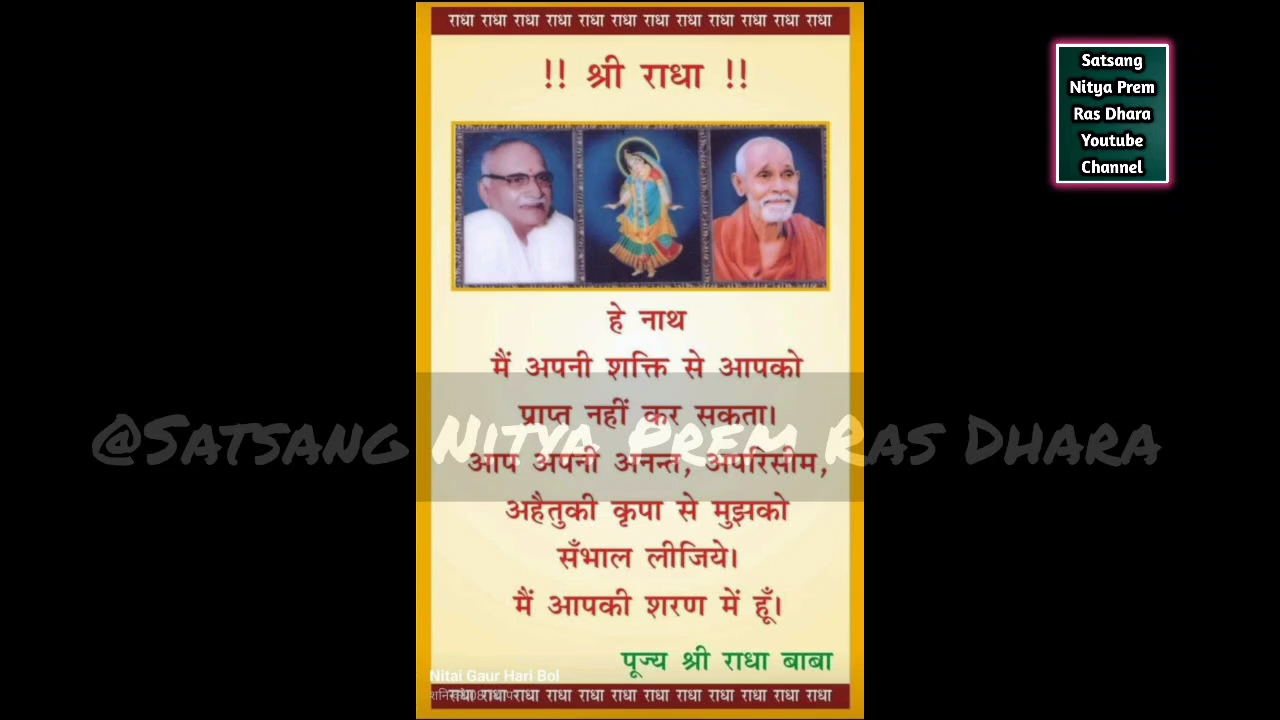 राधा राधा राधा राधा राधा राधा राधा राधा राधा राधा राधा राधा
!! श्री राधा !!
Satsang
Nitya Prem
Ras Dhara
Youtube
Channel
हे नाथ
मैं अपनी शक्ति से आपको
प्राप्त नहीं कर सकता।
@Satsang Nitya Prem Ras Dhara
आप अपनी अनन्त, अपरिसीम,
अहैतुकी कृपा से मुझको
सँभाल लीजिये।
मैं आपकी शरण में हूँ।
पूज्य श्री राधा बाबा
Nitai Gaur Hari Bol
राधा राधा राधा राधा राधा राधा राधा राधा राधा राधा राधा राधा